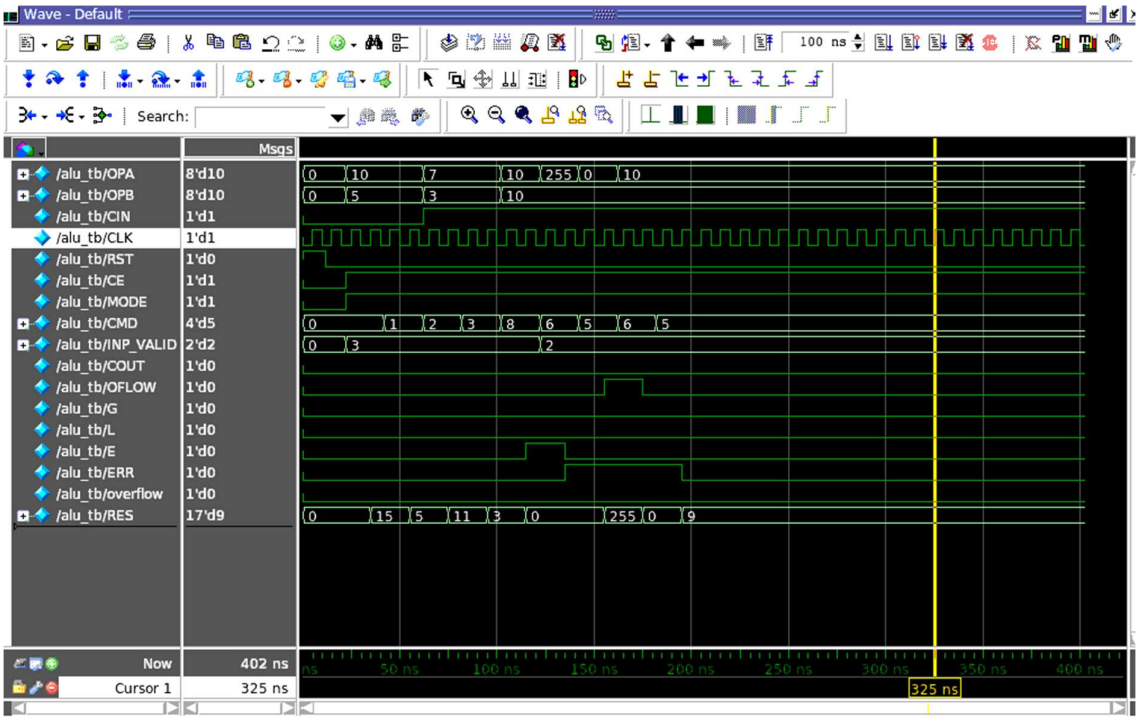 Wave - Default
100 ns
Search:
Msgs
/alu_tb/OPA 8'd10 0 10 7 10 255 0 10
/alu_tb/OPB 8'd10 0 5 3 10
/alu_tb/CIN 1'd1
/alu_tb/CLK 1'd1
/alu_tb/RST 1'd0
/alu_tb/CE 1'd1
/alu_tb/MODE 1'd1
/alu_tb/CMD 4'd5 0 1 2 3 8 6 5 6 5
/alu_tb/INP_VALID 2'd2 0 3 2
/alu_tb/COUT 1'd0
/alu_tb/OFLOW 1'd0
/alu_tb/G 1'd0
/alu_tb/L 1'd0
/alu_tb/E 1'd0
/alu_tb/ERR 1'd0
/alu_tb/overflow 1'd0
/alu_tb/RES 17'd9 0 15 5 11 3 0 255 0 9
Now 402 ns ns 50 ns 100 ns 150 ns 200 ns 250 ns 300 ns 350 ns 400 ns
Cursor 1 325 ns 325 ns